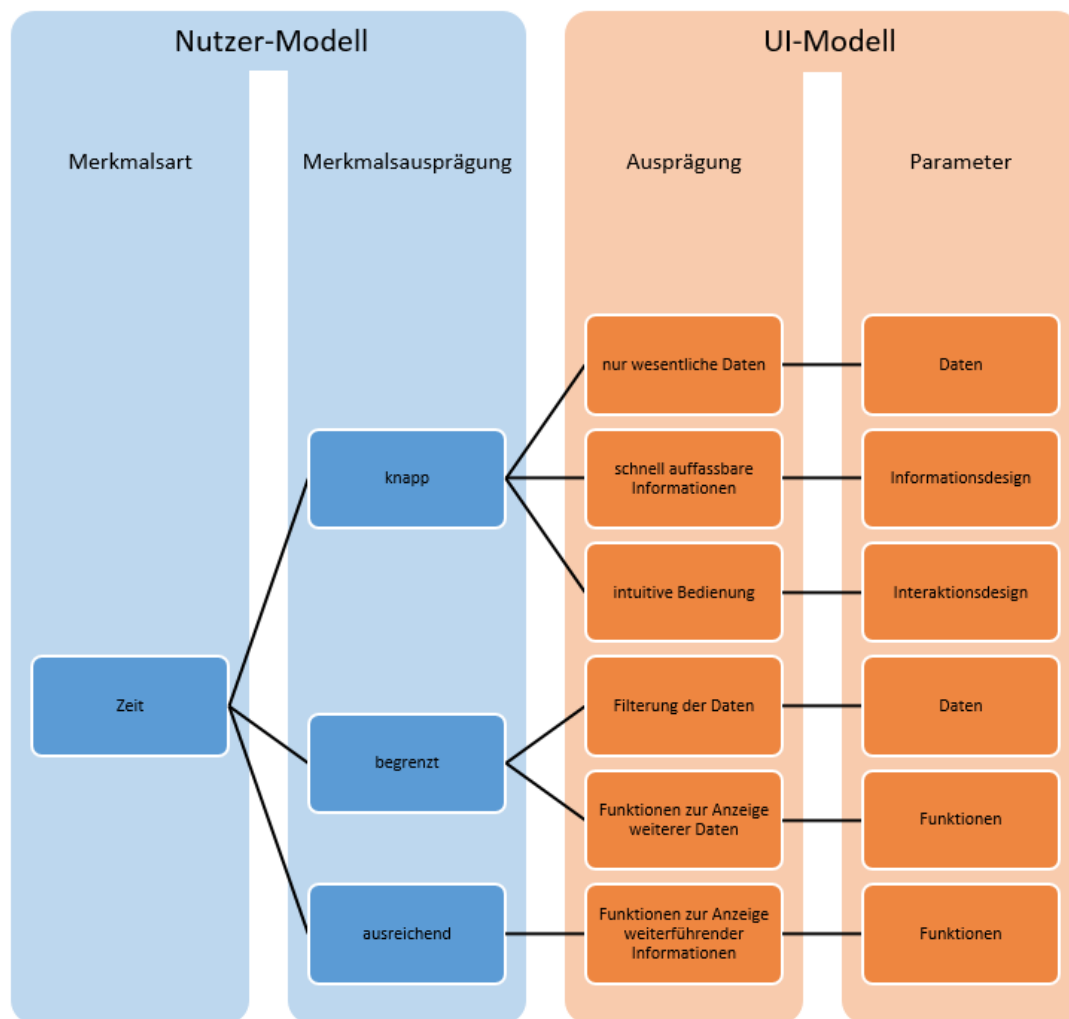 Nutzer-Modell
UI-Modell
Merkmalsart
Merkmalsausprägung
Ausprägung
Parameter
nur wesentliche Daten
Daten
knapp
schnell auffassbare
Informationen
Informationsdesign
intuitive Bedienung
Interaktionsdesign
Zeit
Filterung der Daten
Daten
begrenzt
Funktionen zur Anzeige
weiterer Daten
Funktionen
ausreichend
Funktionen zur Anzeige
weiterführender
Informationen
Funktionen